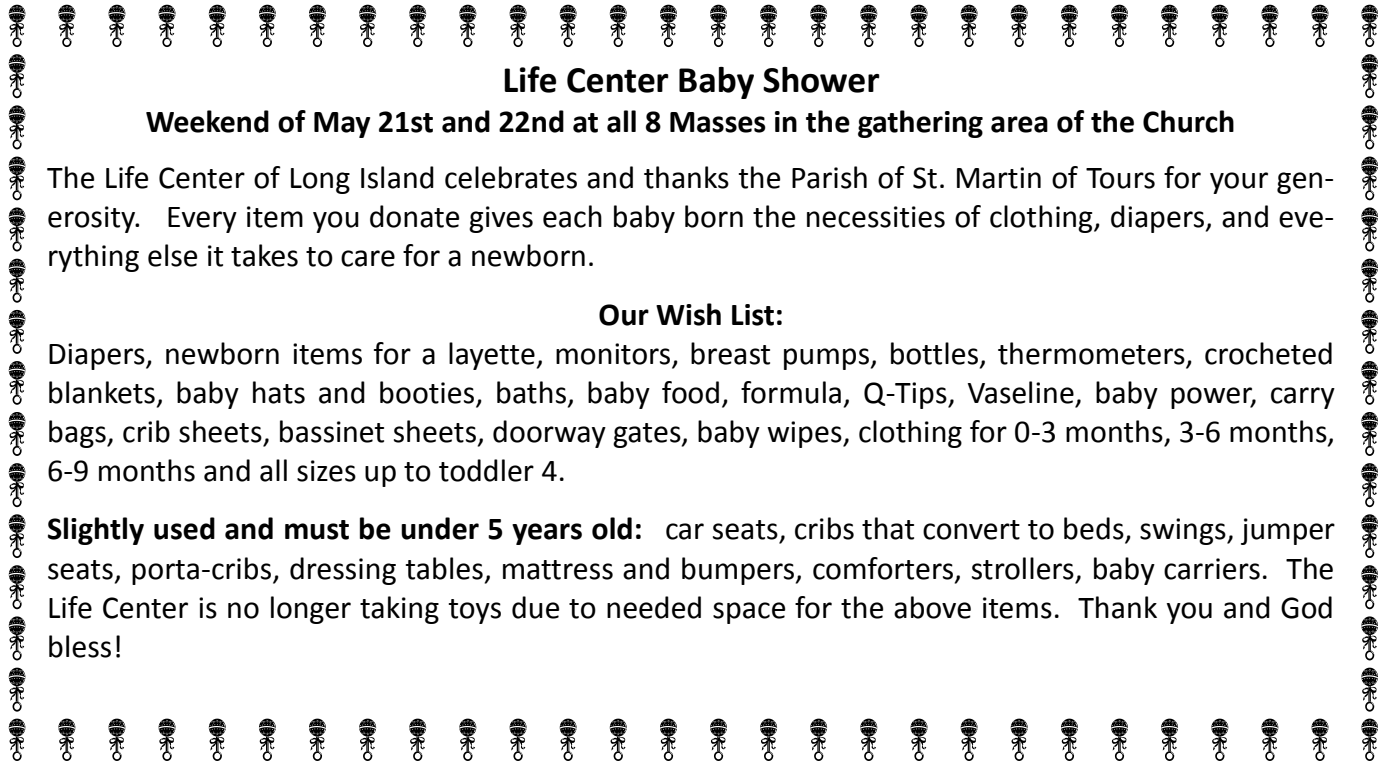 Life Center Baby Shower
Weekend of May 21st and 22nd at all 8 Masses in the gathering area of the Church
The Life Center of Long Island celebrates and thanks the Parish of St. Martin of Tours for your gen-
erosity. Every item you donate gives each baby born the necessities of clothing, diapers, and eve-
rything else it takes to care for a newborn.
Our Wish List:
Diapers, newborn items for a layette, monitors, breast pumps, bottles, thermometers, crocheted
blankets, baby hats and booties, baths, baby food, formula, Q-Tips, Vaseline, baby power, carry
bags, crib sheets, bassinet sheets, doorway gates, baby wipes, clothing for 0-3 months, 3-6 months,
6-9 months and all sizes up to toddler 4.
Slightly used and must be under 5 years old: car seats, cribs that convert to beds, swings, jumper
seats, porta-cribs, dressing tables, mattress and bumpers, comforters, strollers, baby carriers. The
Life Center is no longer taking toys due to needed space for the above items. Thank you and God
bless!